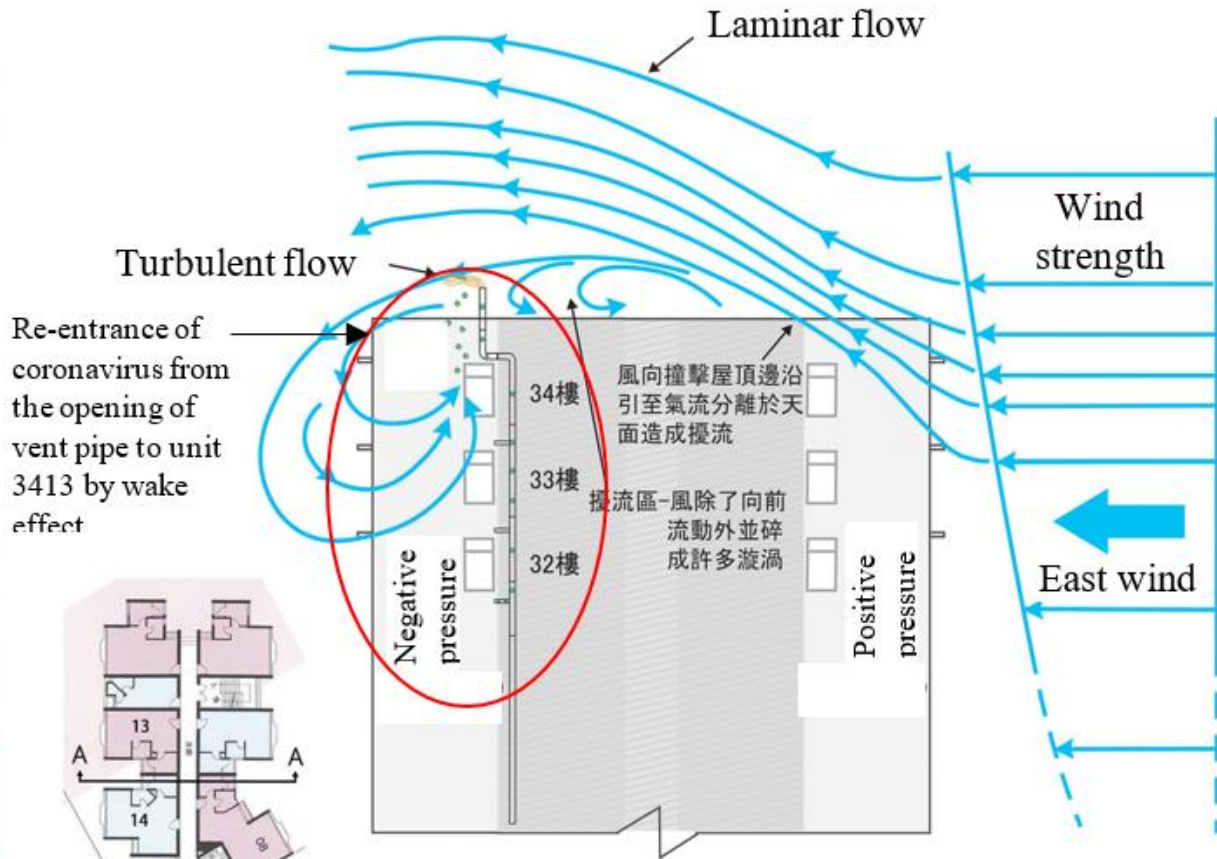 Laminar flow
Wind
strength
Turbulent flow
Re-entrance of
coronavirus from
the opening of
vent pipe to unit
3413 by wake
effect
34樓
風向撞擊屋頂邊沿
引至氣流分離於天
面造成擾流
33樓
擾流區-風除了向前
流動外並碎
成許多漩渦
32樓
Negative
pressure
Positive
pressure
East wind
13
A
A
14
08